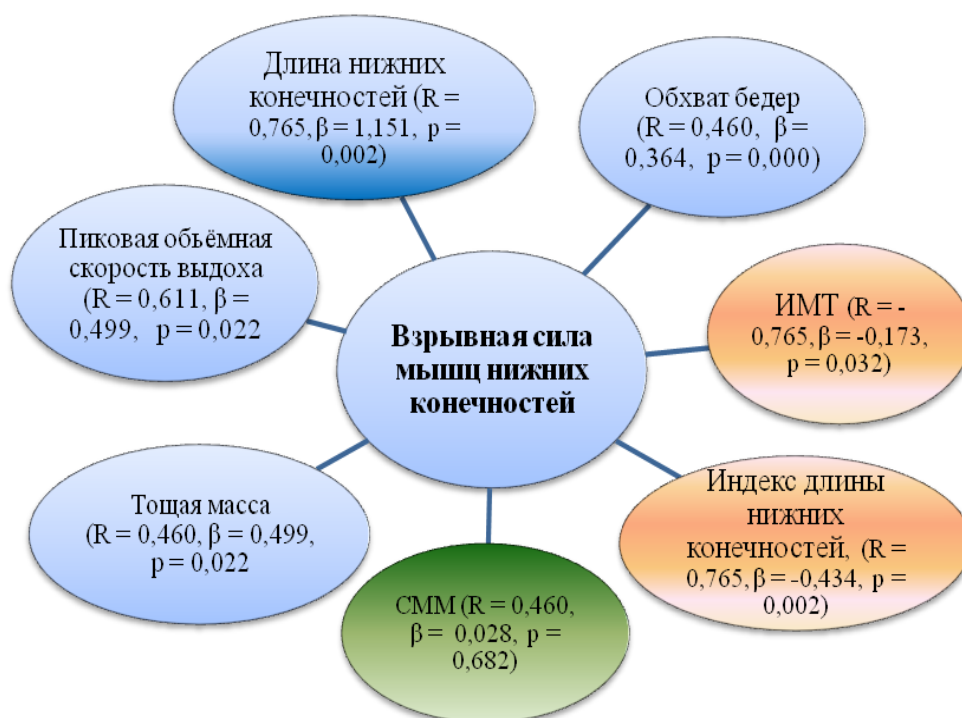 Длина нижних
конечностей (R =
0,765, β = 1,151, p =
0,002)
Обхват бедер
(R = 0,460, β =
0,364, p = 0,000)
Пиковая обьёмная
скорость выдоха
(R = 0,611, β =
0,499, p = 0,022
ИМТ (R = -
0,765, β = -0,173,
p = 0,032)
Взрывная сила
мышц нижних
конечностей
Тощая масса
(R = 0,460, β = 0,499,
p = 0,022
Индекс длины
нижних
конечностей, (R =
0,765, β = -0,434, p =
0,002)
СММ (R = 0,460,
β = 0,028, p =
0,682)